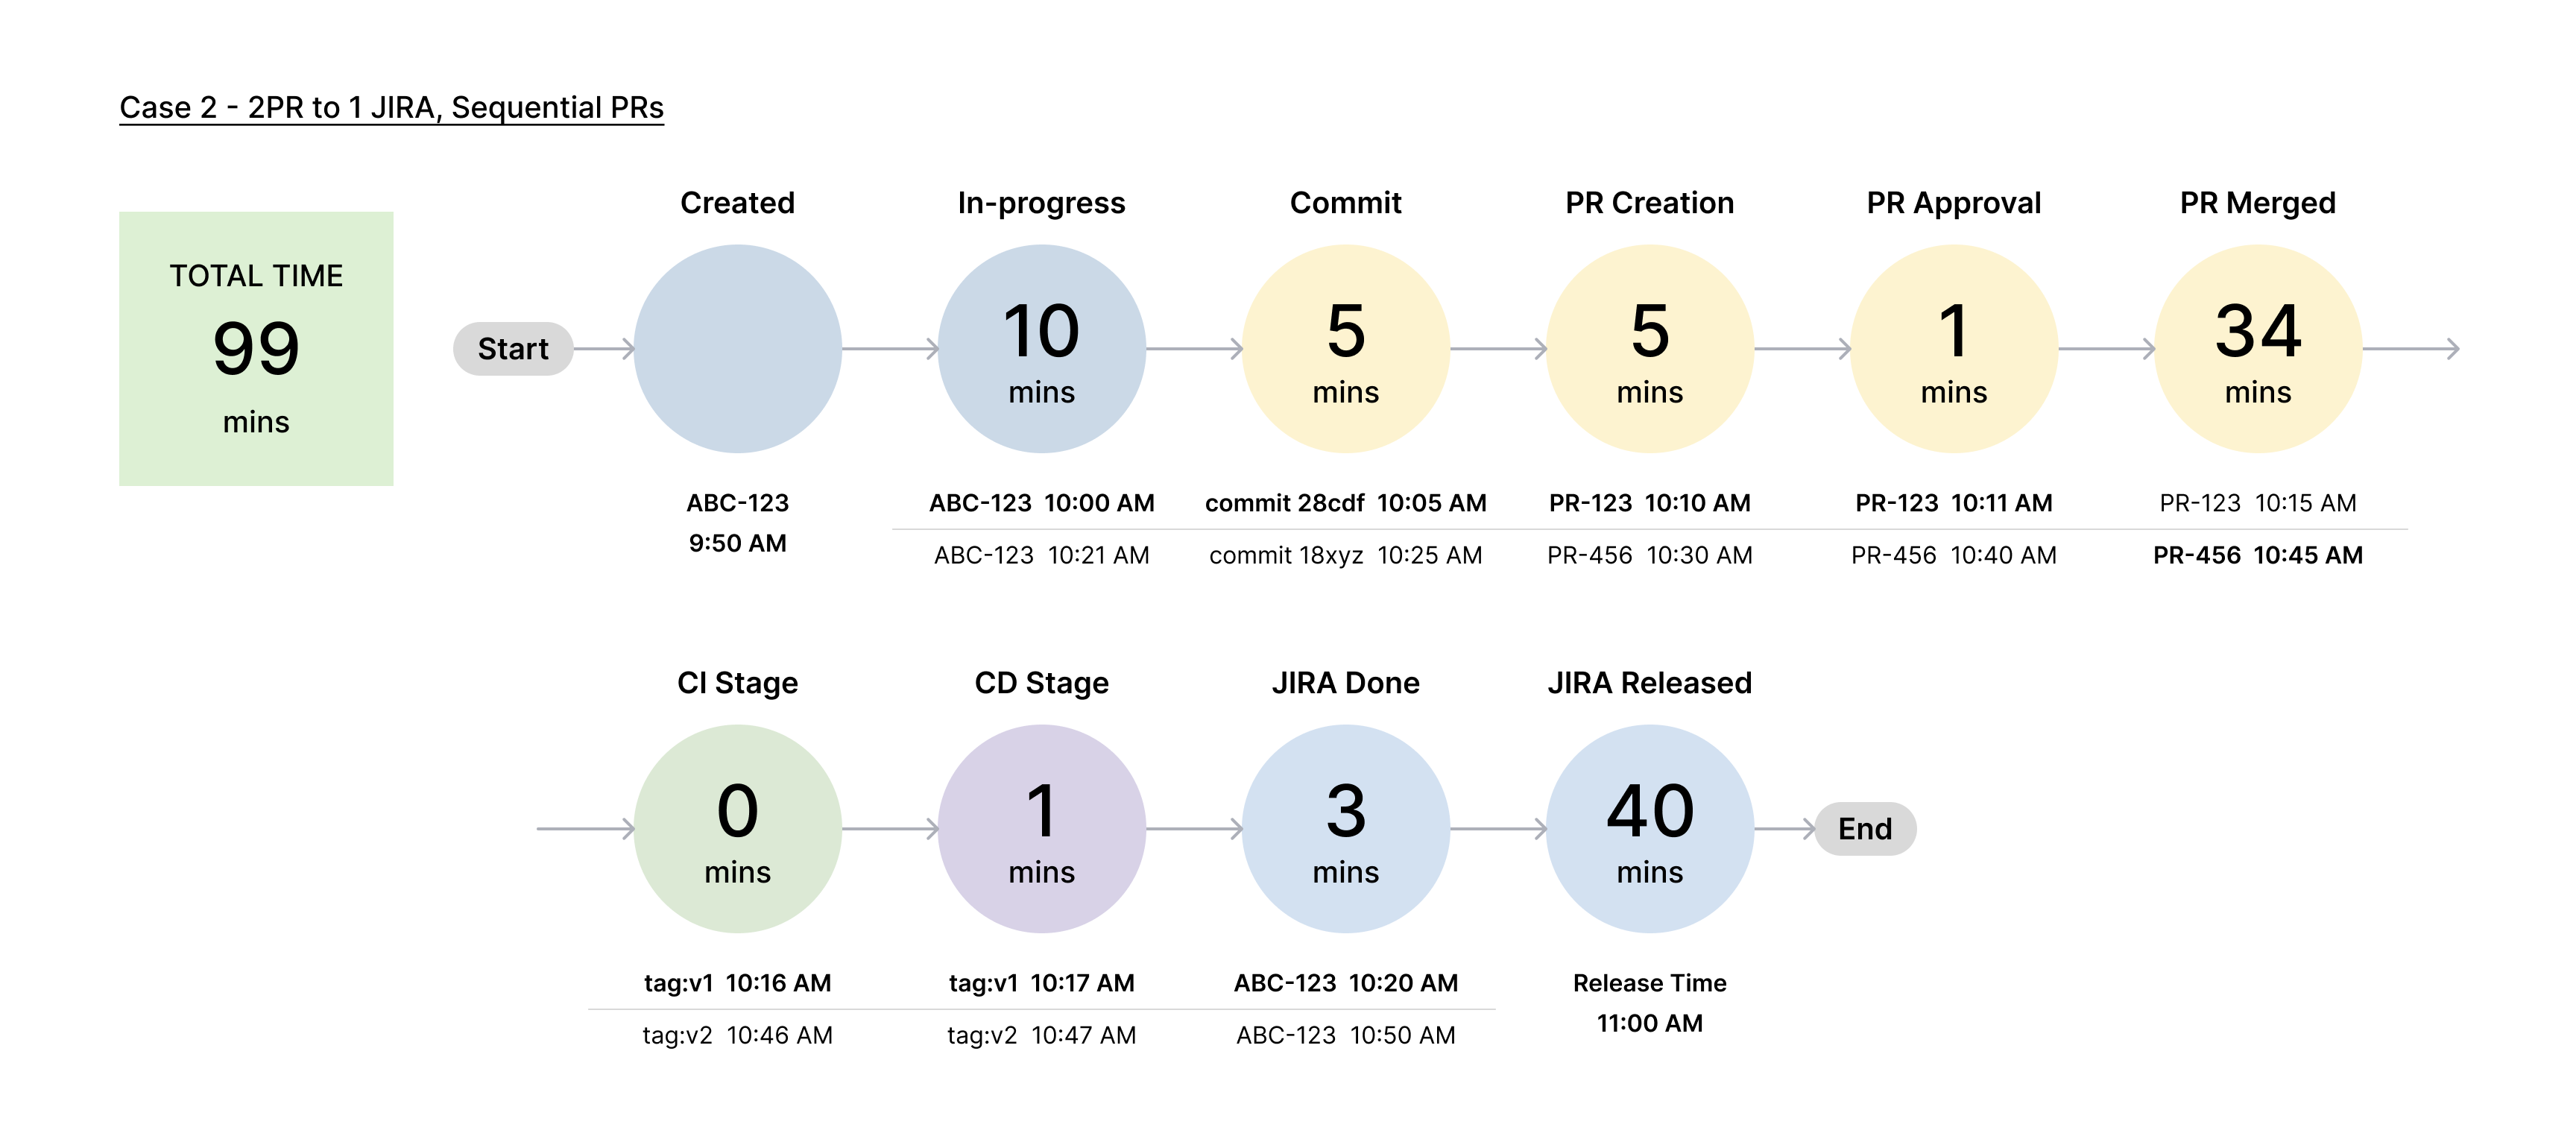 Case 2 - 2PR to 1 JIRA, Sequential PRs
TOTAL TIME
99
mins
Start
Created
ABC-123
9:50 AM
In-progress
10
mins
ABC-123 10:00 AM
ABC-123 10:21 AM
Commit
5
mins
commit 28cdf 10:05 AM
commit 18xyz 10:25 AM
PR Creation
5
mins
PR-123 10:10 AM
PR-456 10:30 AM
PR Approval
1
mins
PR-123 10:11 AM
PR-456 10:40 AM
PR Merged
34
mins
PR-123 10:15 AM
PR-456 10:45 AM
CI Stage
0
mins
tag:v1 10:16 AM
tag:v2 10:46 AM
CD Stage
1
mins
tag:v1 10:17 AM
tag:v2 10:47 AM
JIRA Done
3
mins
ABC-123 10:20 AM
ABC-123 10:50 AM
JIRA Released
40
mins
Release Time
11:00 AM
End